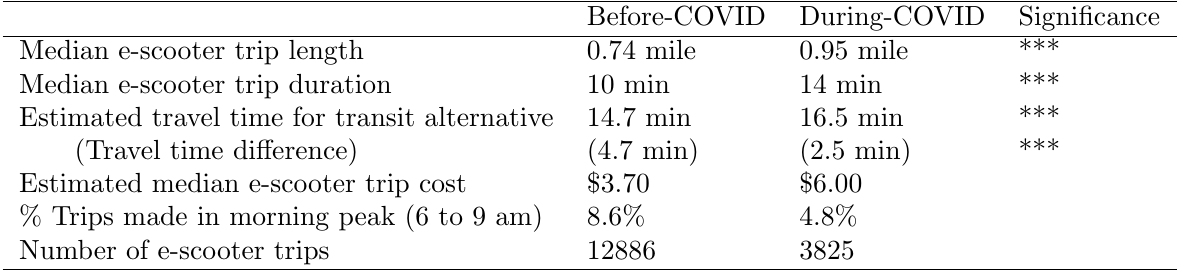 Before-COVID During-COVID Significance
Median e-scooter trip length 0.74 mile 0.95 mile ***
Median e-scooter trip duration 10 min 14 min ***
Estimated travel time for transit alternative 14.7 min 16.5 min ***
(Travel time difference) (4.7 min) (2.5 min) ***
Estimated median e-scooter trip cost $3.70 $6.00
% Trips made in morning peak (6 to 9 am) 8.6% 4.8%
Number of e-scooter trips 12886 3825